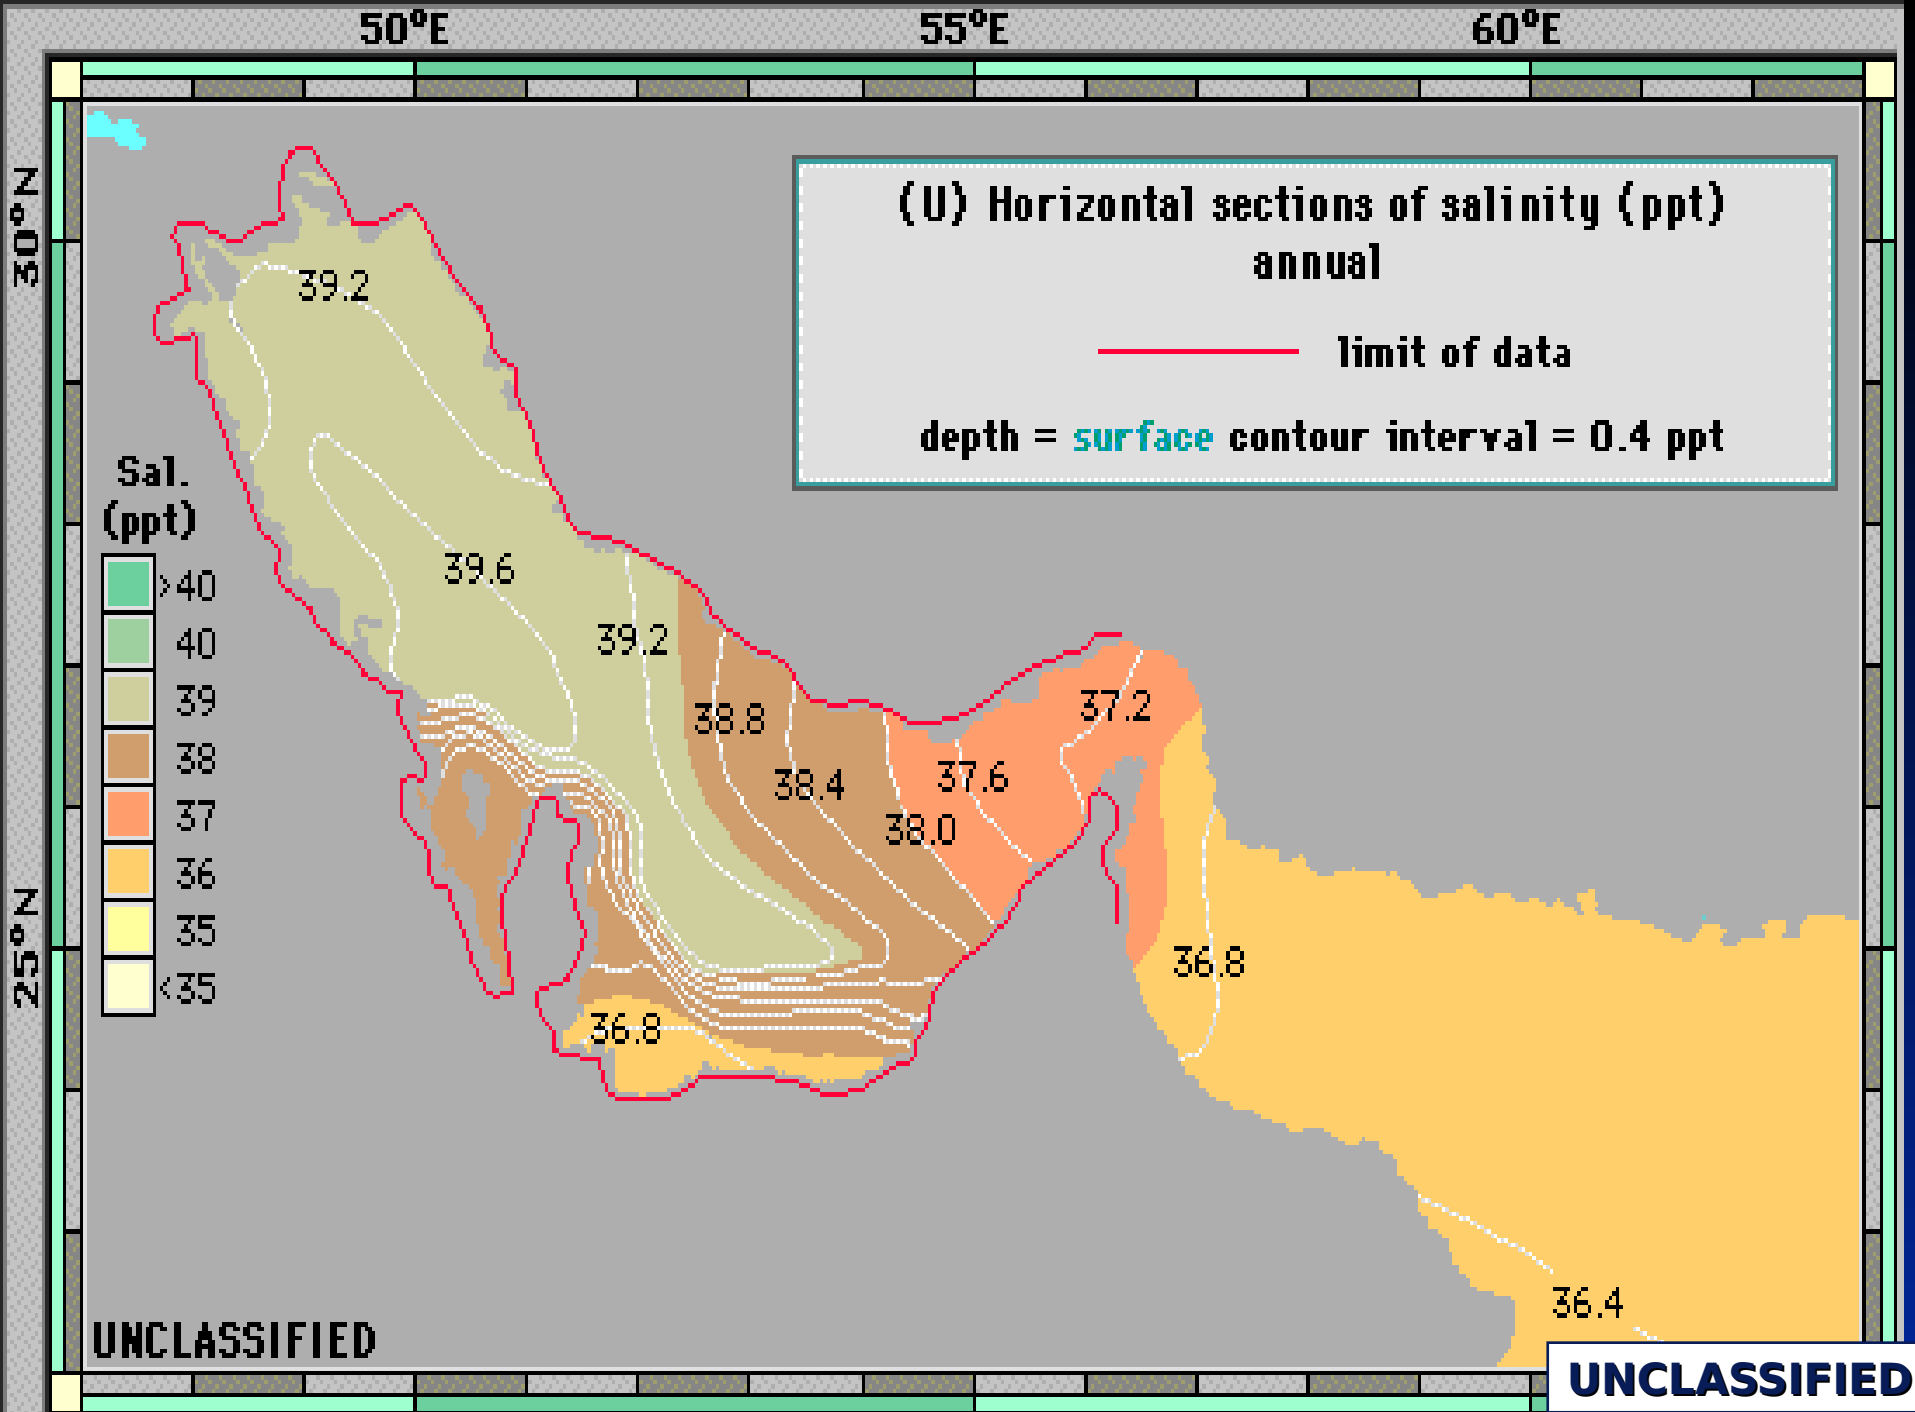 50°E 55°E 60°E
30°N
(U) Horizontal sections of salinity (ppt)
annual
limit of data
depth = surface contour interval = 0.4 ppt
39.2
Sal.
(ppt)
>40
40
39
38
37
36
35
<35
39.6
39.2
38.8
38.4
38.0
37.6
37.2
25°N
36.8
36.8
36.4
UNCLASSIFIED
UNCLASSIFIED